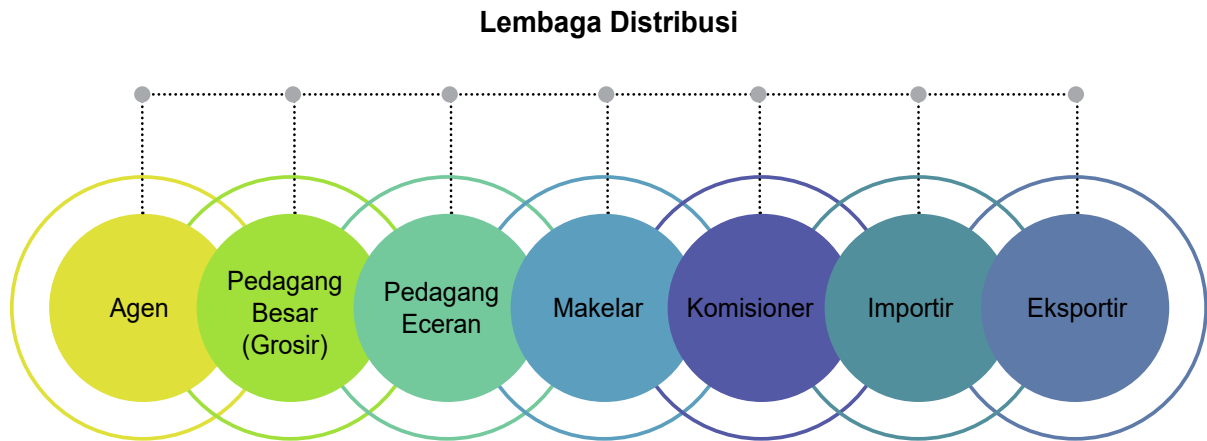 Lembaga Distribusi
Agen
Pedagang
Besar
(Grosir)
Pedagang
Eceran
Makelar
Komisioner
Importir
Eksportir